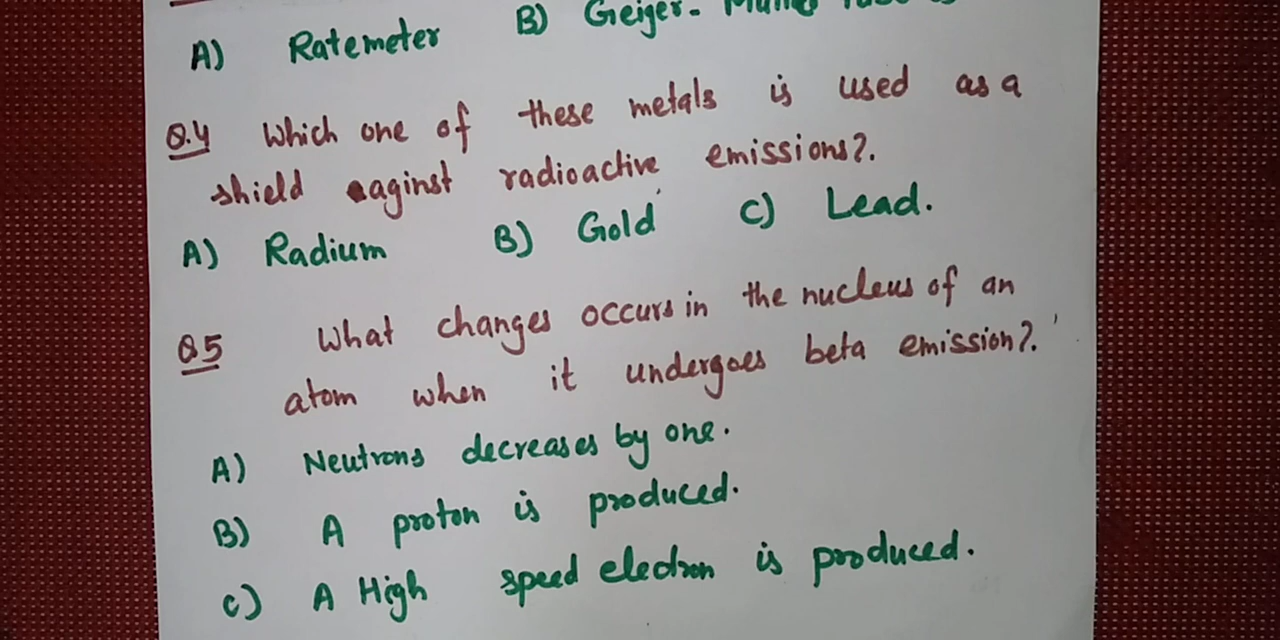 A) Ratemeter B) Geiger-
Q.4 Which one of these metals is used as a
shield aginst radioactive emissions?.
A) Radium B) Gold C) Lead.
Q5 What changes occurs in the nucleus of an
atom when it undergoes beta emission?.
A) Neutrons decreases by one.
B) A proton is produced.
C) A High speed electron is produced.